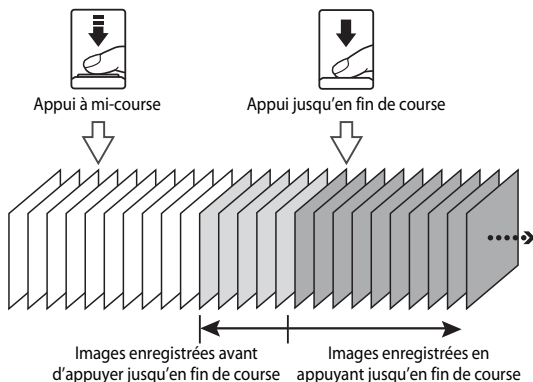 Appui à mi-course
Appui jusqu'en fin de course
Images enregistrées avant
d'appuyer jusqu'en fin de course
Images enregistrées en
appuyant jusqu'en fin de course